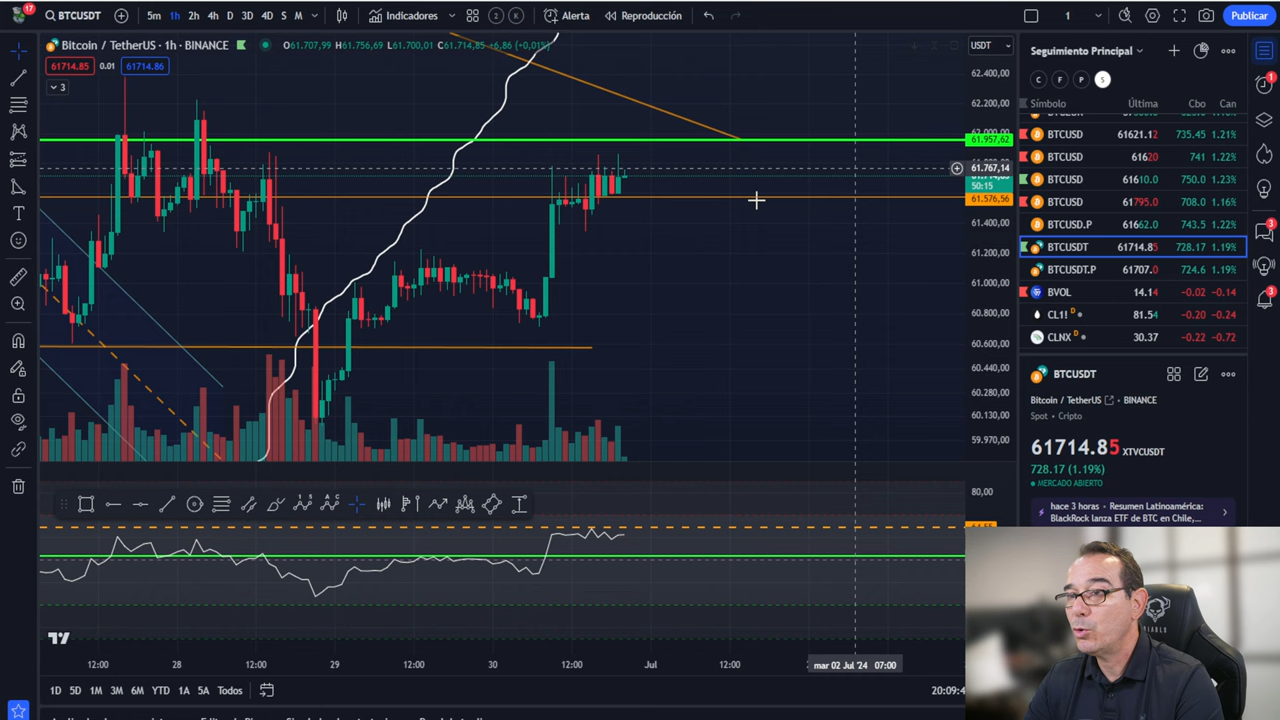 17
BTCUSDT
5m 1h 2h 4h D 3D 4D S M
Indicadores
2 K
Alerta
Reproducción
1
Publicar
Bitcoin / TetherUS · 1h · BINANCE
O61.707,99 H61.756,69 L61.700,01 C61.714,85 +6,86 (+0,01%)
61714.85 0.01 61714.86
3
USDT
62.400,00
62.200,00
62.000,00
61.957,62
61.767,14
50:15
61.576,56
61.400,00
61.200,00
61.000,00
60.800,00
60.600,00
60.440,00
60.280,00
60.130,00
59.970,00
80,00
12:00 28 12:00 29 12:00 30 12:00 Jul 12:00
mar 02 Jul '24 07:00
1D 5D 1M 3M 6M YTD 1A 5A Todos
Seguimiento Principal
C F P S
Símbolo Última Cbo Can
BTCUSD 61621.12 735.45 1.21%
BTCUSD 61620 741 1.22%
BTCUSD 61610.0 750.0 1.23%
BTCUSD 61795.0 708.0 1.16%
BTCUSD.P 61662.0 743.5 1.22%
BTCUSDT 61714.85 728.17 1.19%
BTCUSDT.P 61707.0 724.6 1.19%
BVOL 14.14 -0.02 -0.14
CL1! D 81.54 -0.20 -0.24
CLNX D 30.37 -0.22 -0.72
BTCUSDT
Bitcoin / TetherUS · BINANCE
Spot · Cripto
61714.85 XTVCUSDT
728.17 (1.19%)
MERCADO ABIERTO
hace 3 horas · Resumen Latinoamérica:
BlackRock lanza ETF de BTC en Chile,...
1
3
3
DIABLO